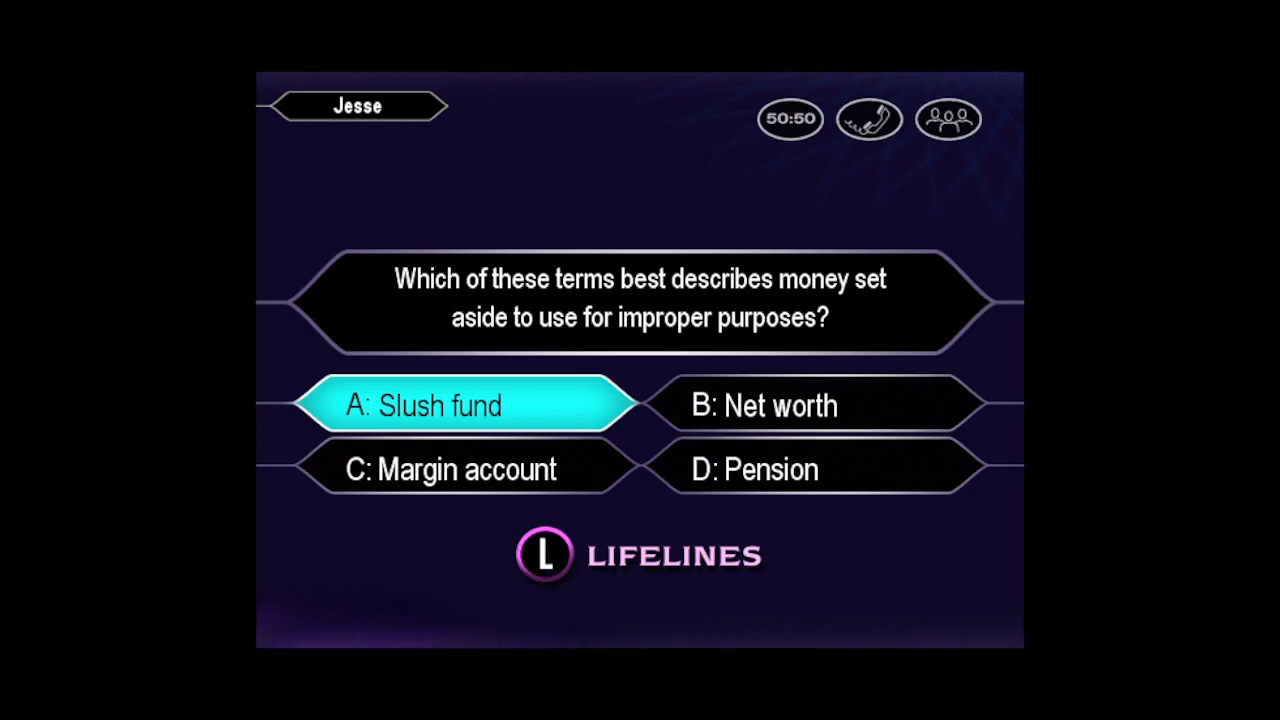 Jesse
50:50
Which of these terms best describes money set
aside to use for improper purposes?
A: Slush fund
B: Net worth
C: Margin account
D: Pension
L LIFELINES